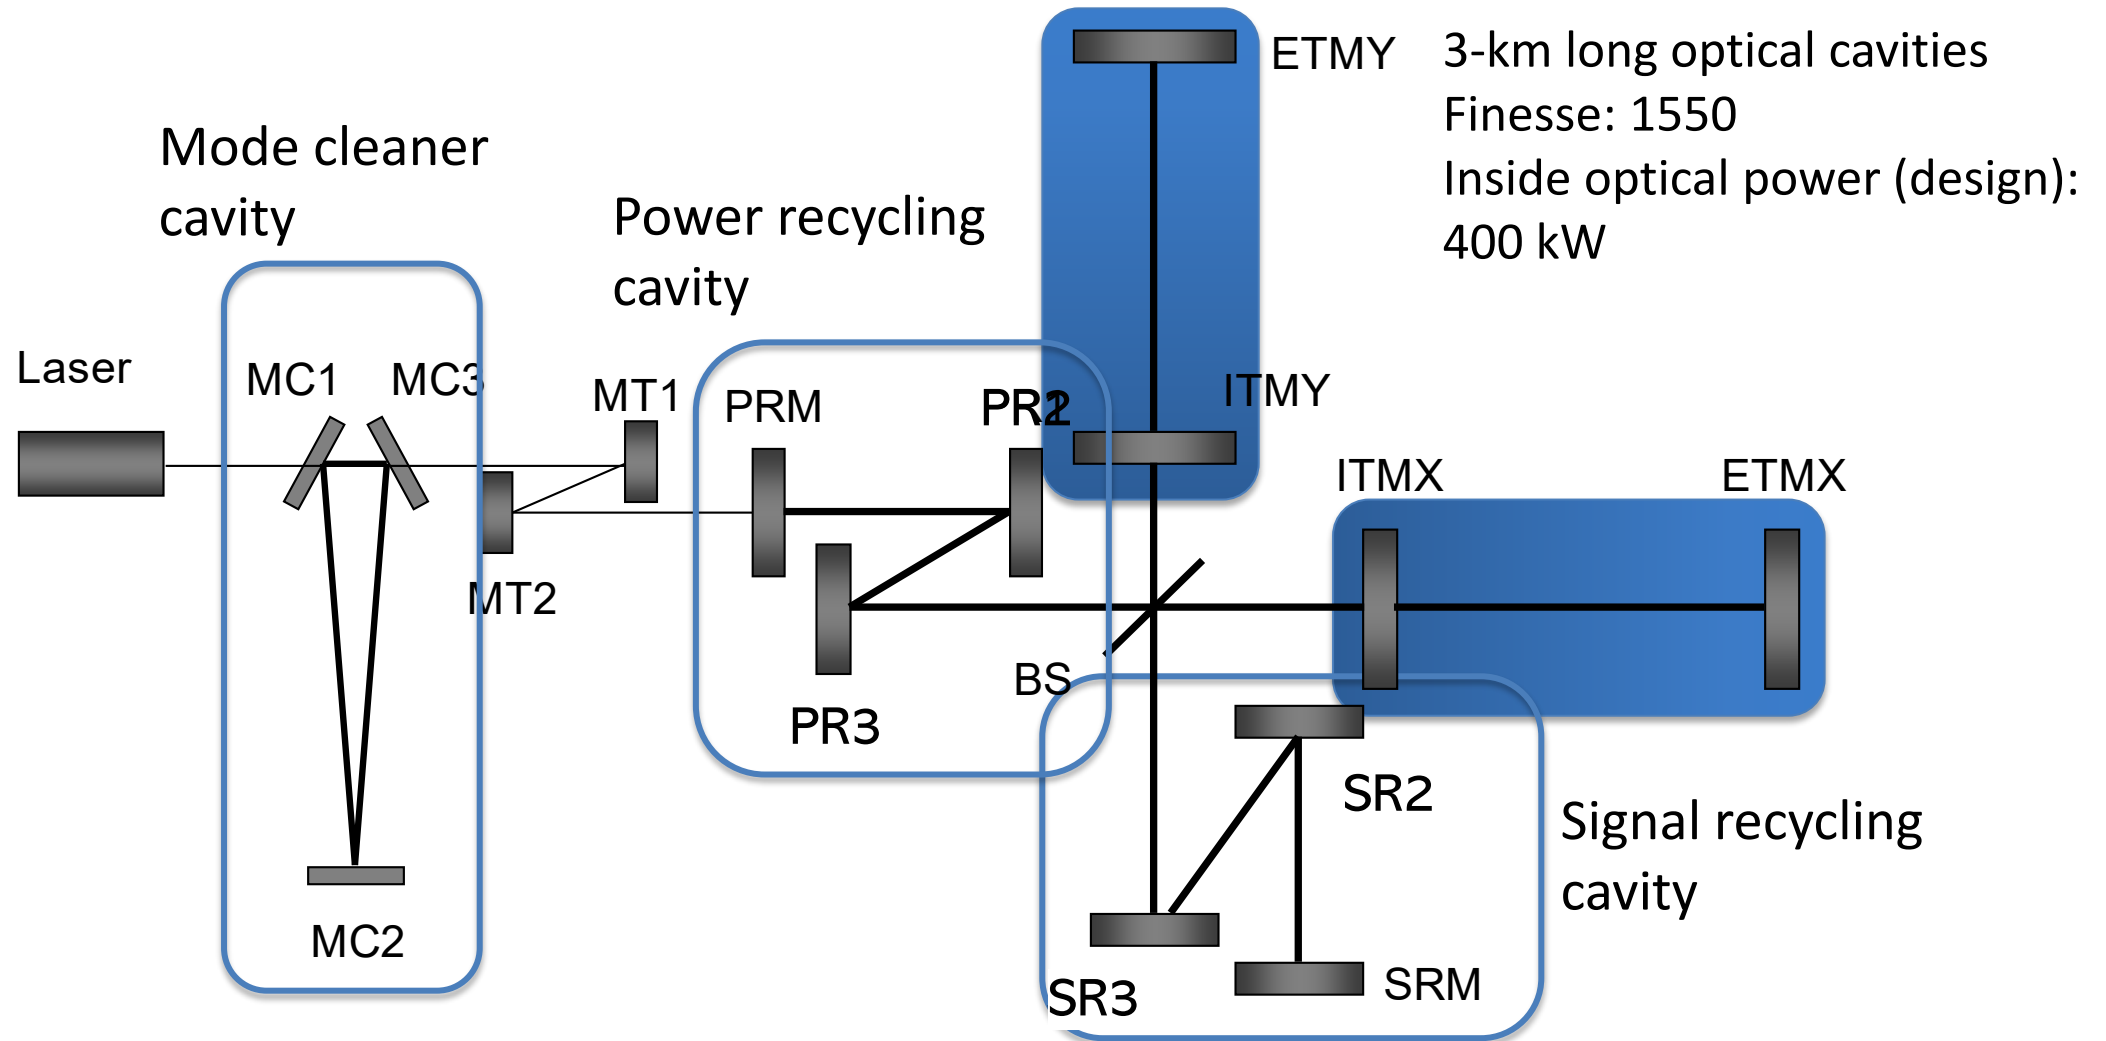 ETMY
3-km long optical cavities
Finesse: 1550
Inside optical power (design):
400 kW
Mode cleaner
cavity
Power recycling
cavity
Laser
MC1
MC3
MT1
PRM
PR2
ITMY
ITMX
ETMX
MT2
BS
PR3
SR2
Signal recycling
cavity
MC2
SR3
SRM